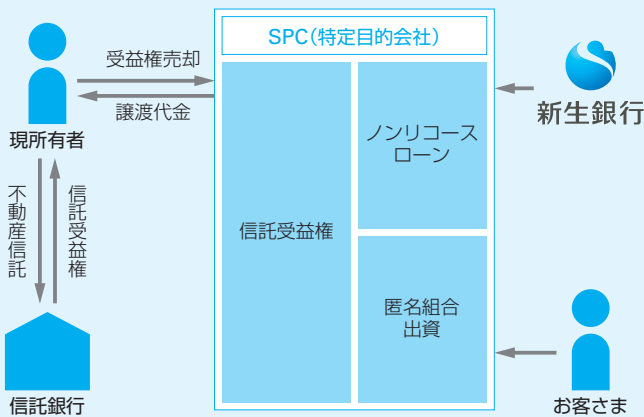 SPC(特定目的会社)
受益権売却
譲渡代金
現所有者
新生銀行
ノンリコース
ローン
不動産信託
信託受益権
信託受益権
匿名組合
出資
信託銀行
お客さま